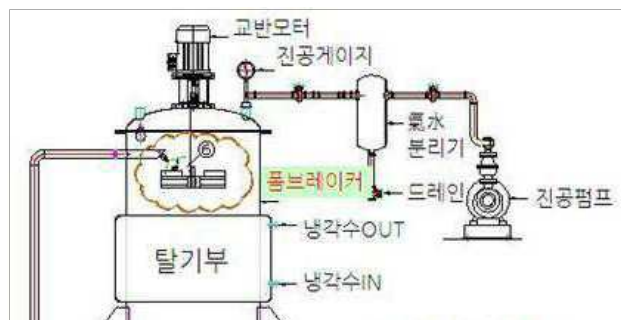 교반모터
진공게이지
⑥
폼브레이커
氣水
분리기
드레인
진공펌프
냉각수OUT
탈기부
냉각수IN